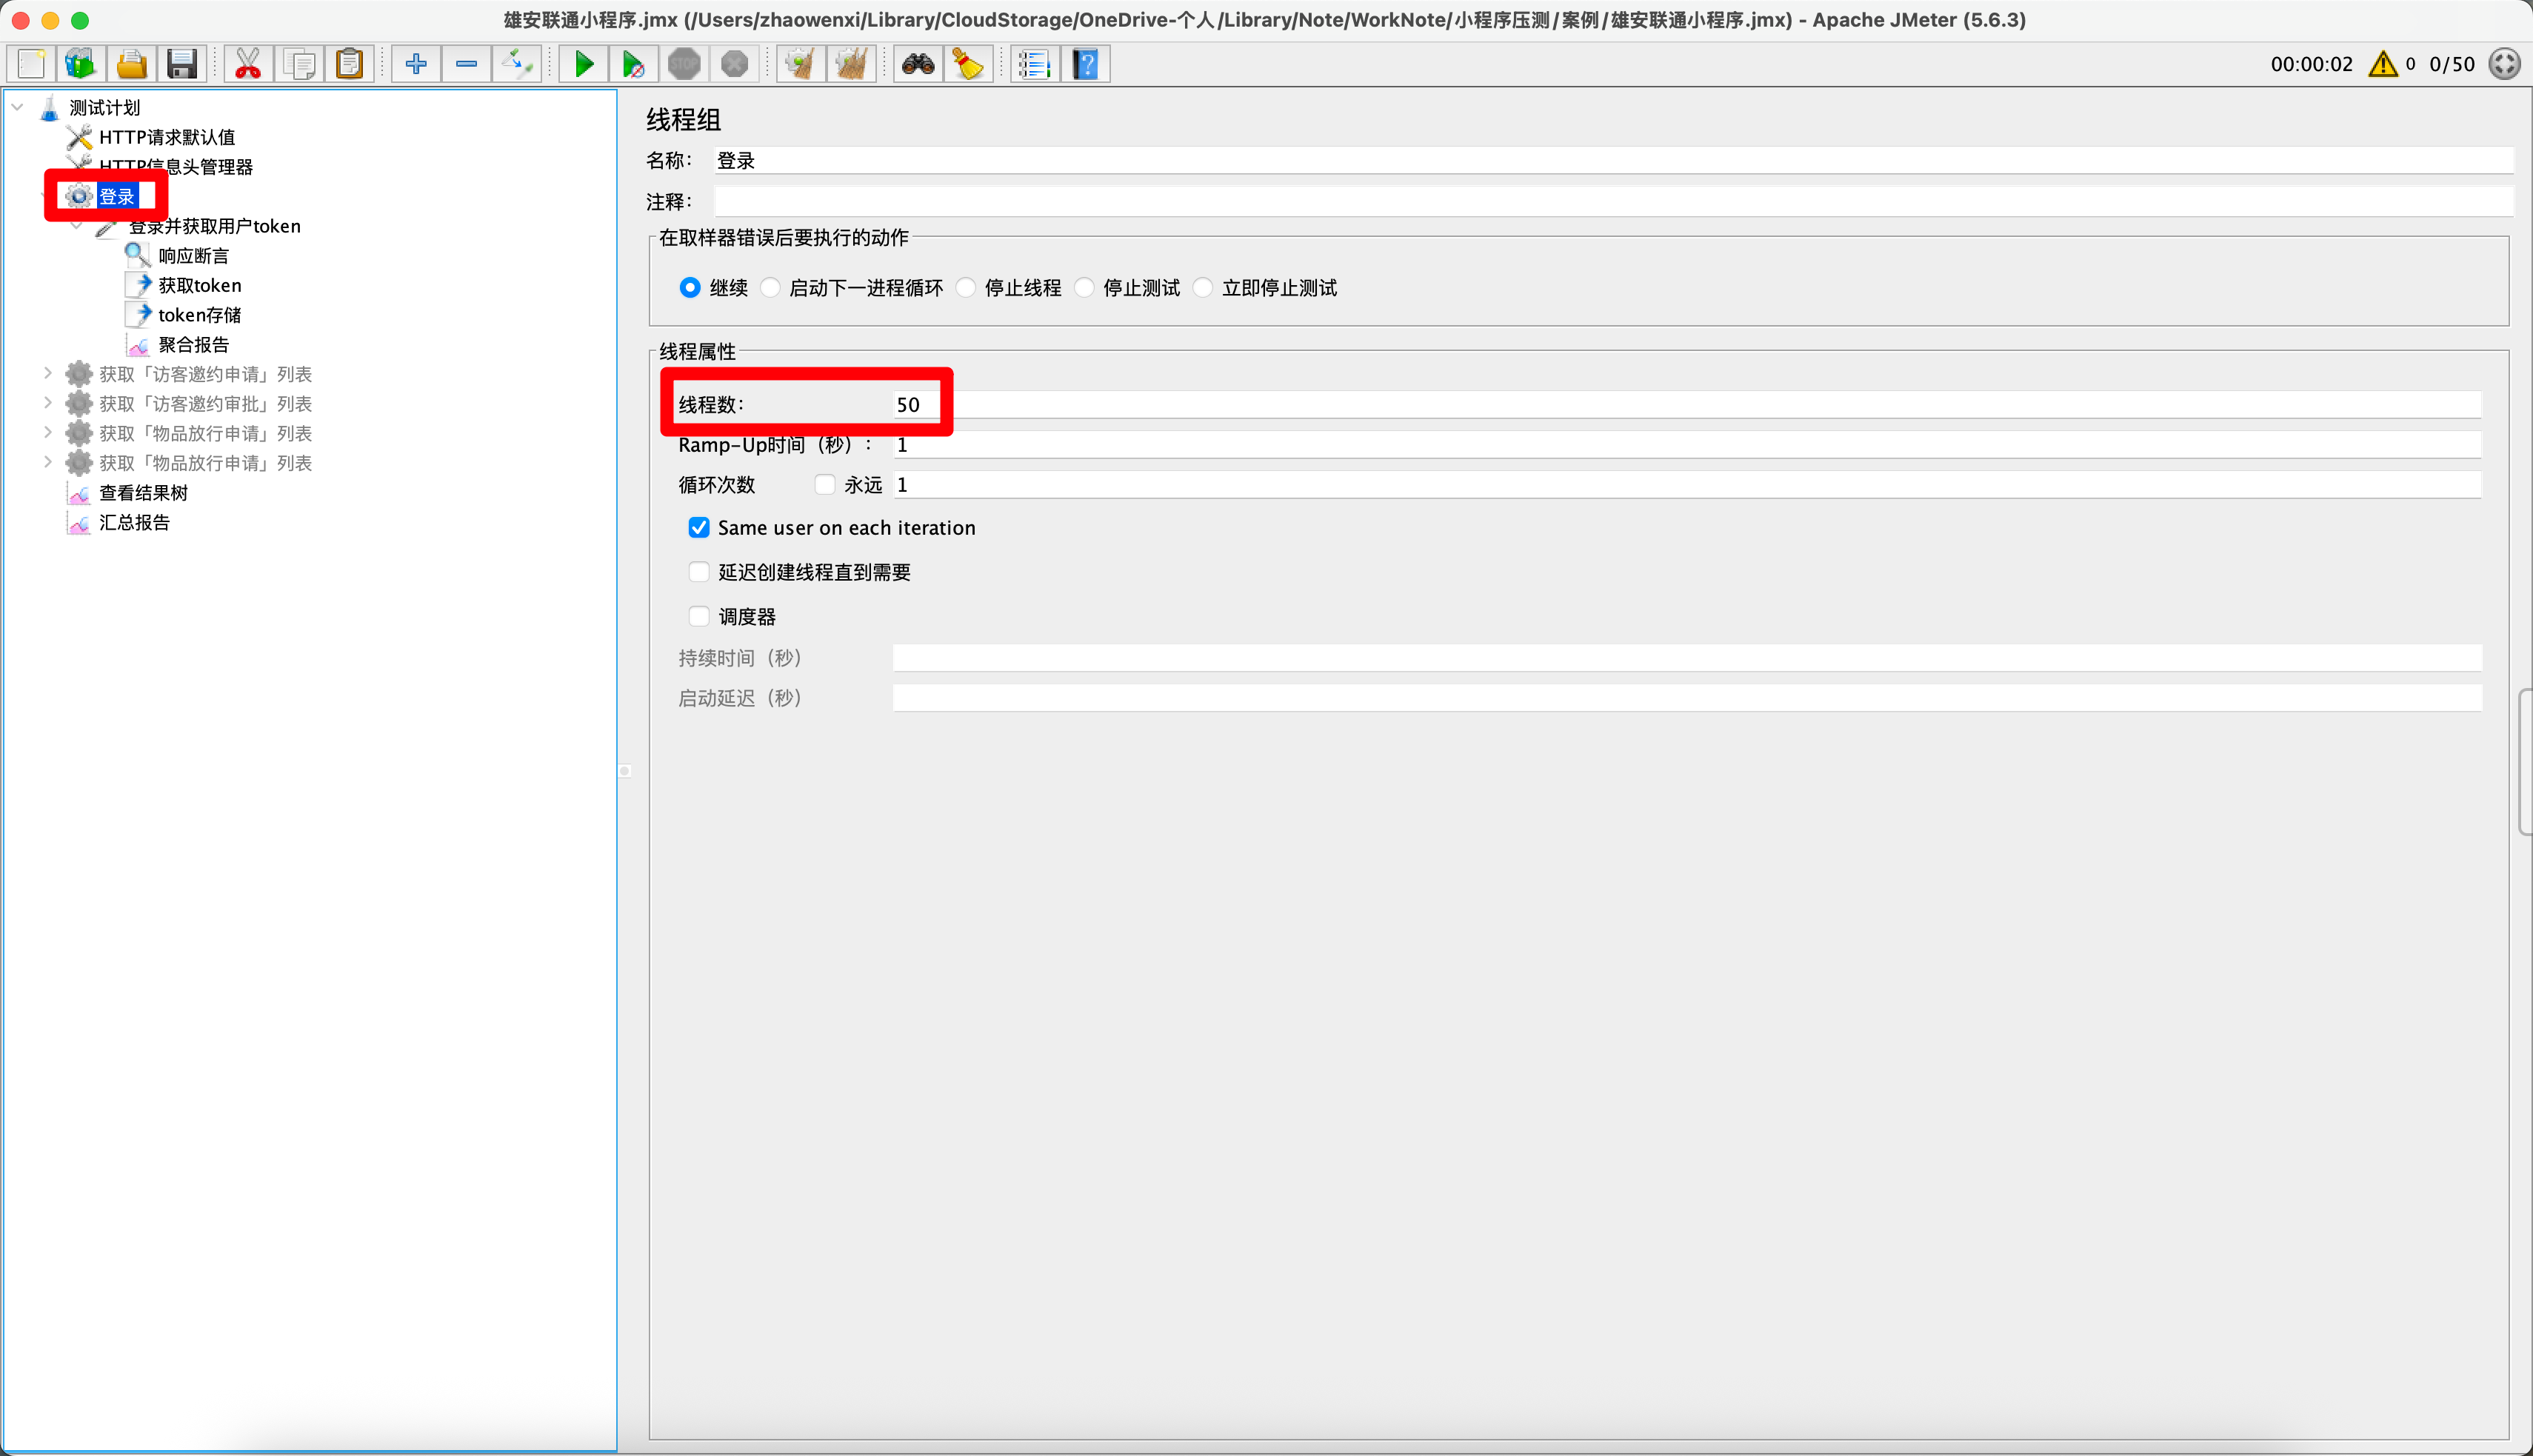 雄安联通小程序.jmx (/Users/zhaowenxi/Library/CloudStorage/OneDrive-个人/Library/Note/WorkNote/小程序压测/案例/雄安联通小程序.jmx) - Apache JMeter (5.6.3)
STOP
00:00:02 0 0/50
测试计划
HTTP请求默认值
HTTP信息头管理器
登录
登录并获取用户token
响应断言
获取token
token存储
聚合报告
获取「访客邀约申请」列表
获取「访客邀约审批」列表
获取「物品放行申请」列表
获取「物品放行申请」列表
查看结果树
汇总报告
线程组
名称： 登录
注释：
在取样器错误后要执行的动作
继续 启动下一进程循环 停止线程 停止测试 立即停止测试
线程属性
线程数： 50
Ramp-Up时间（秒）： 1
循环次数 永远 1
Same user on each iteration
延迟创建线程直到需要
调度器
持续时间（秒）
启动延迟（秒）